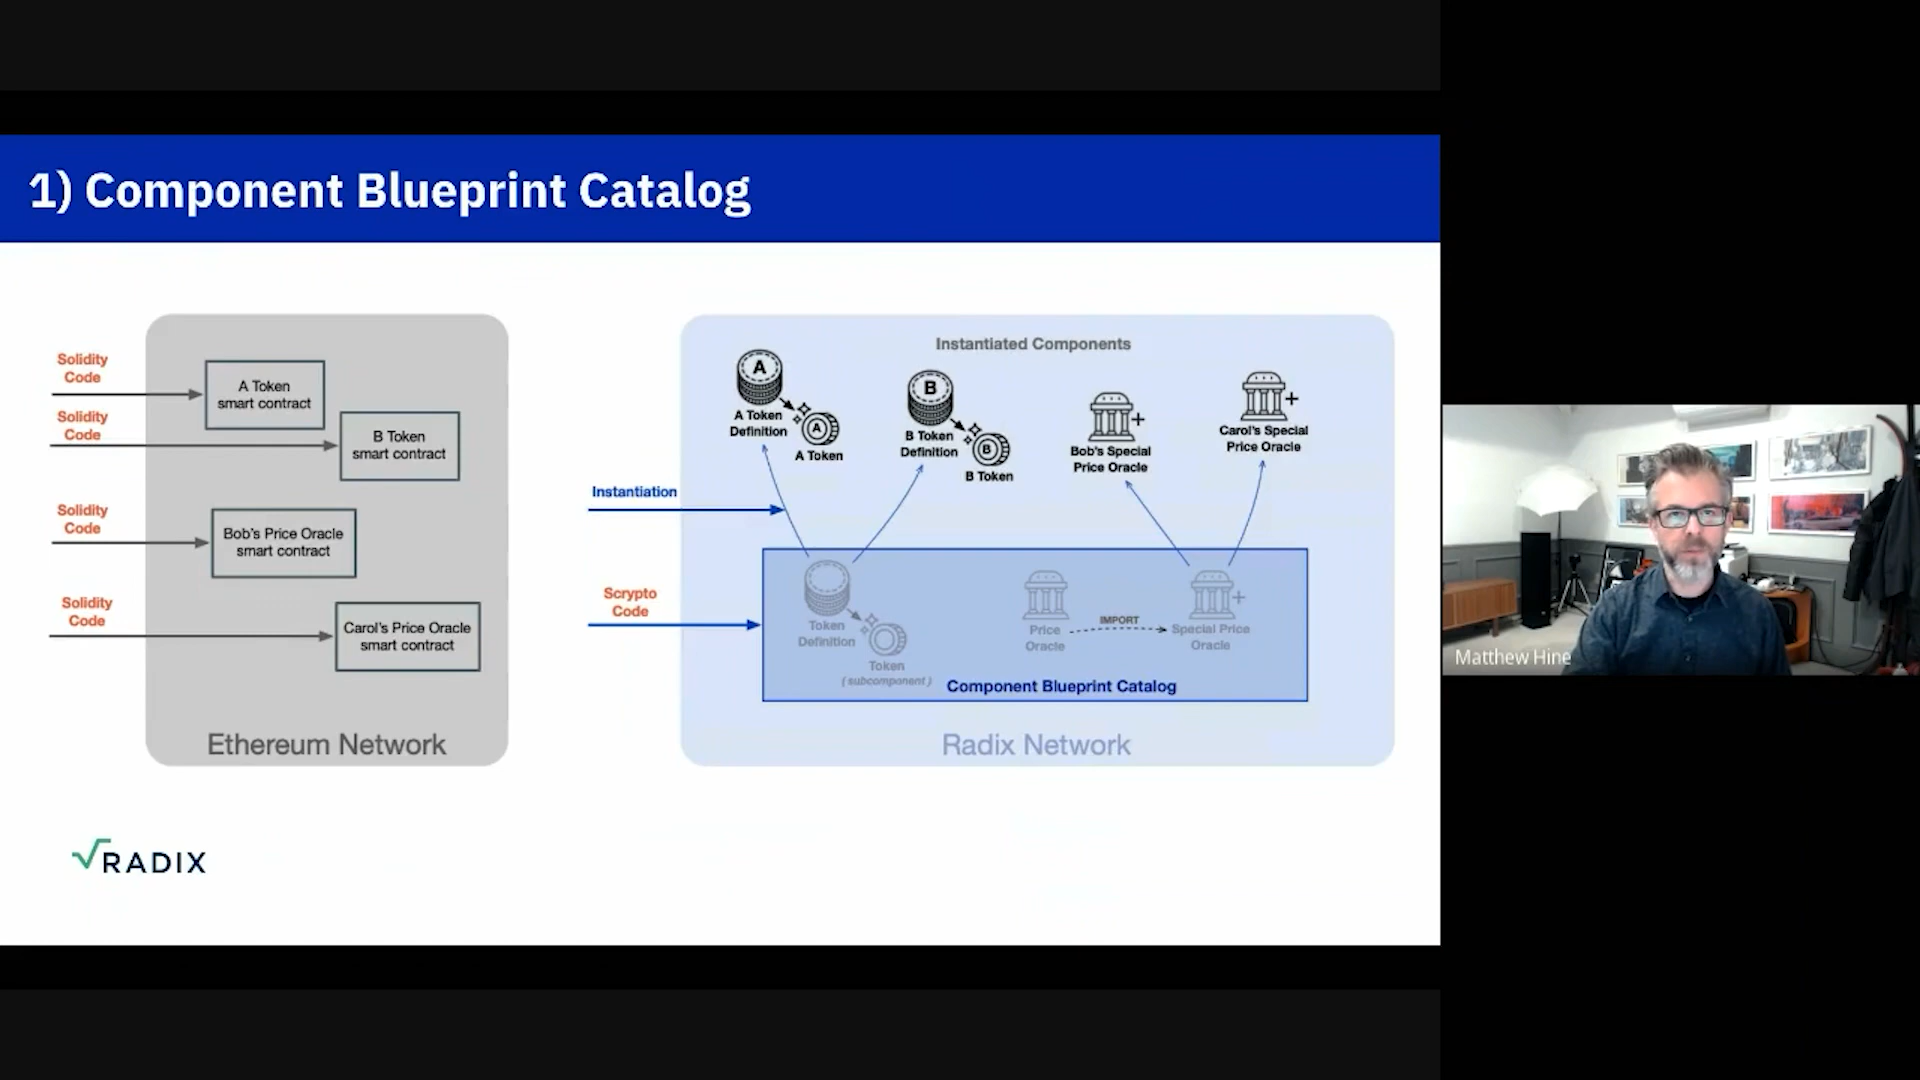 1) Component Blueprint Catalog
Solidity
Code
A Token
smart contract
Solidity
Code
B Token
smart contract
Solidity
Code
Bob's Price Oracle
smart contract
Solidity
Code
Carol's Price Oracle
smart contract
Ethereum Network
Instantiated Components
A
A Token
Definition
A
A Token
B
B Token
Definition
B
B Token
Bob's Special
Price Oracle
Carol's Special
Price Oracle
Instantiation
Scrypto
Code
Token
Definition
Token
(subcomponent)
Price
Oracle
IMPORT
Special Price
Oracle
Component Blueprint Catalog
Radix Network
RADIX
Matthew Hine